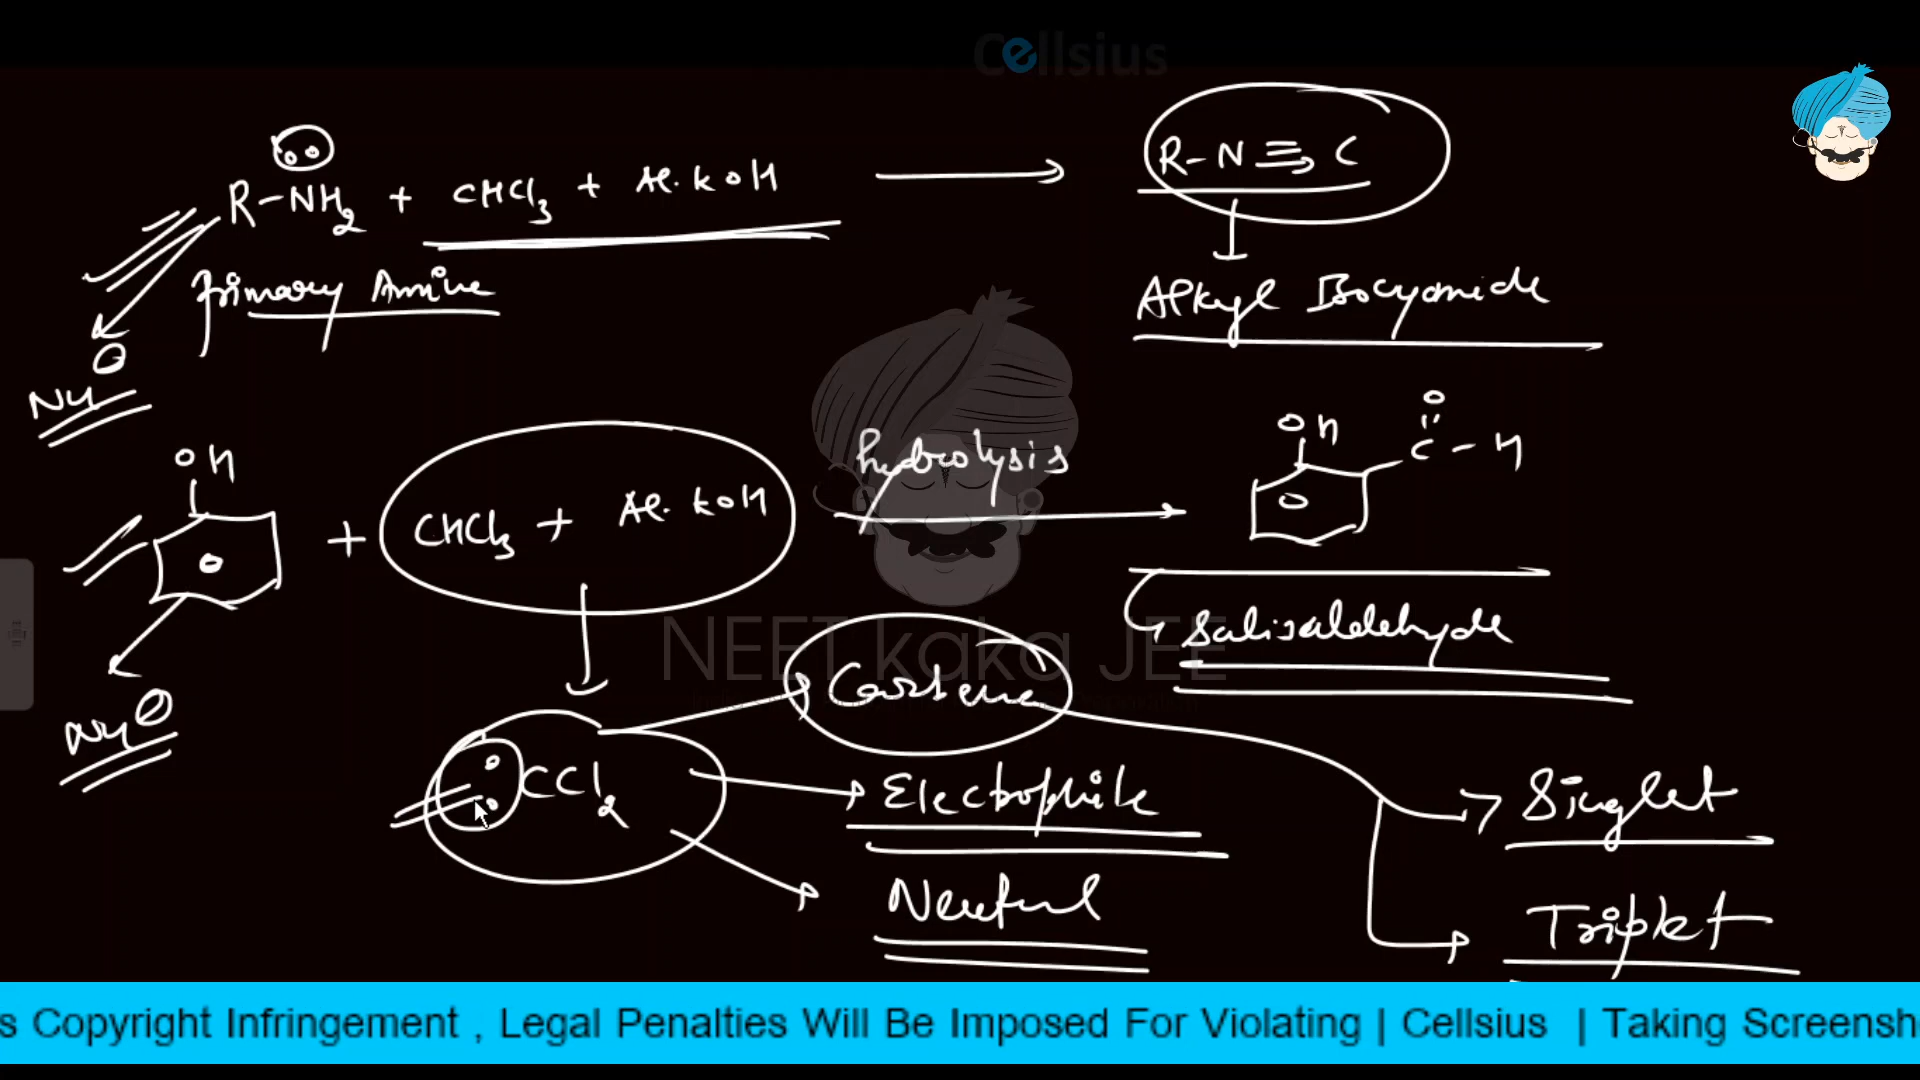 Cellsius
R-NH2 + CHCl3 + Al. KOH → R-N≡C
Primary Amine
Alkyl Isocyanide
Nu⊖
OH
+ CHCl3 + Al. KOH
hydrolysis
OH
O
C-H
Salisaldehyde
NEET kaka JEE
Nu⊖
:CCl2
Carbene
Electrophile
Neutral
Singlet
Triplet
s Copyright Infringement , Legal Penalties Will Be Imposed For Violating | Cellsius | Taking Screensh